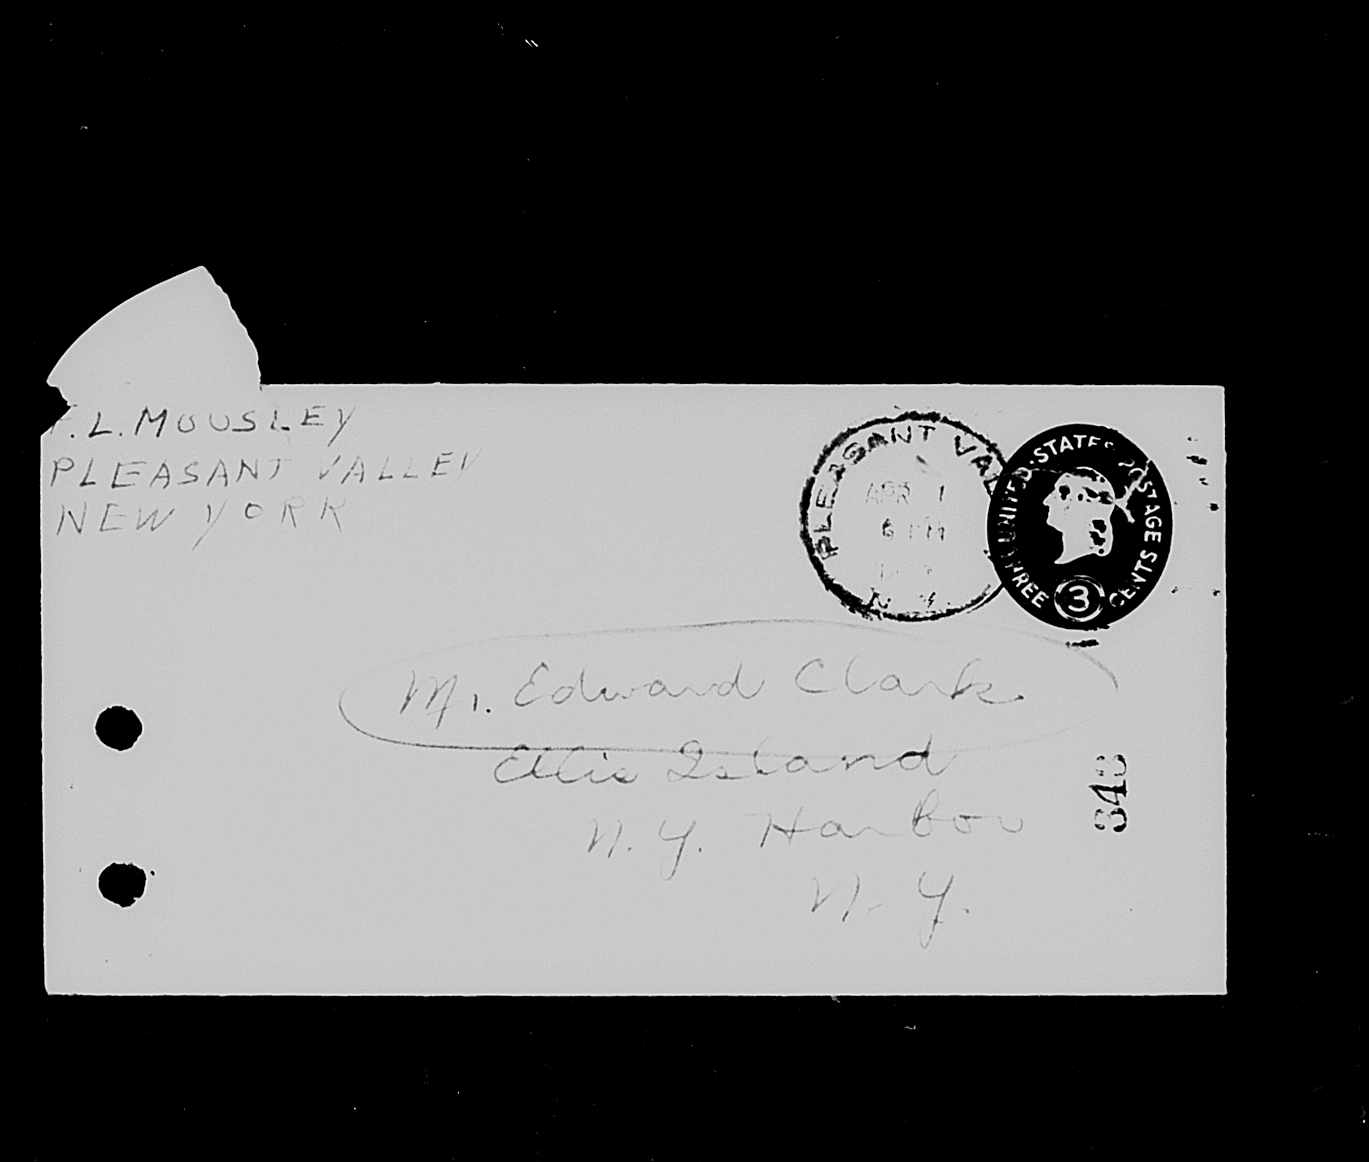 F.L. MOUSLEY
PLEASANT VALLEY
NEW YORK
PLEASANT VAL
APR 1
6 PM
N.Y.
UNITED STATES POSTAGE
THREE 3 CENTS
Mr. Edward Clark.
Ellis Island
N.Y. Harbor
N.Y.
348